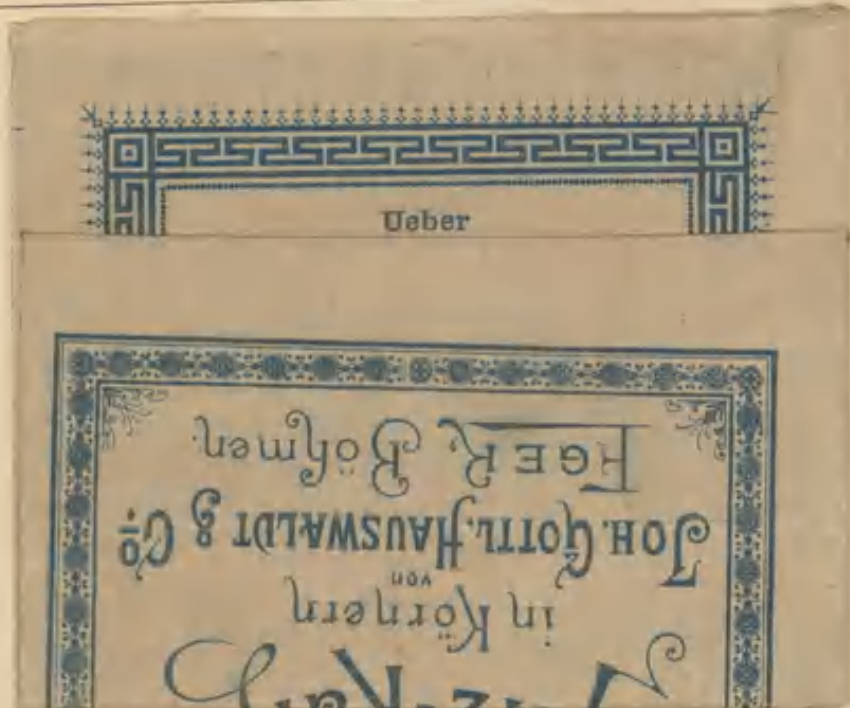 Ueber
in Körnern
von
JOH. GOTTL. HAUSWALDT & Co.
EGER, Böhmen.